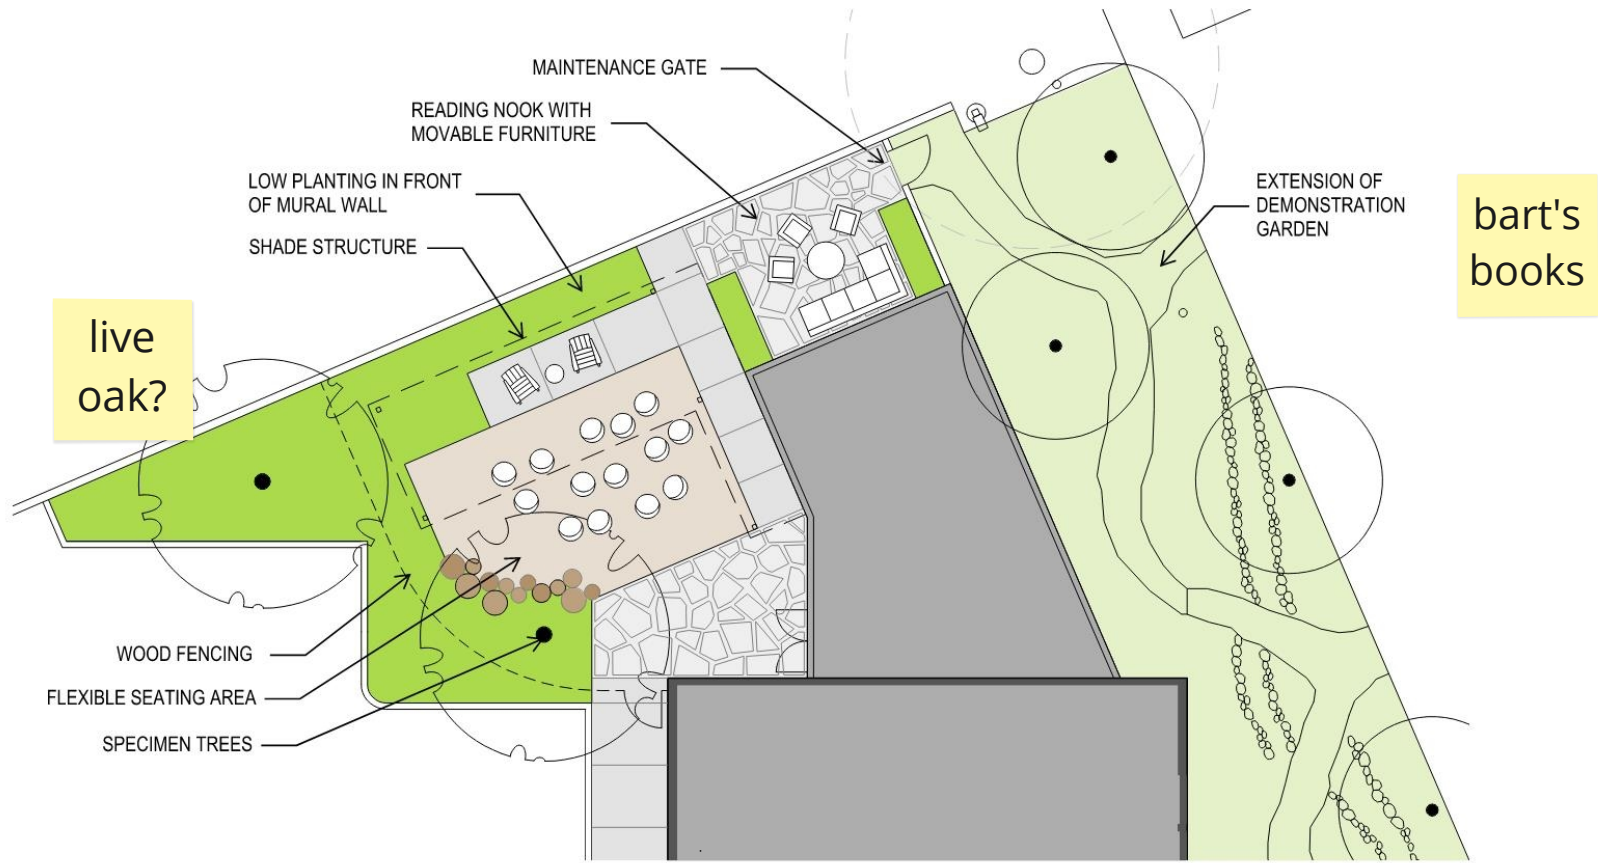 MAINTENANCE GATE
READING NOOK WITH
MOVABLE FURNITURE
LOW PLANTING IN FRONT
OF MURAL WALL
SHADE STRUCTURE
live
oak?
EXTENSION OF
DEMONSTRATION
GARDEN
bart's
books
WOOD FENCING
FLEXIBLE SEATING AREA
SPECIMEN TREES